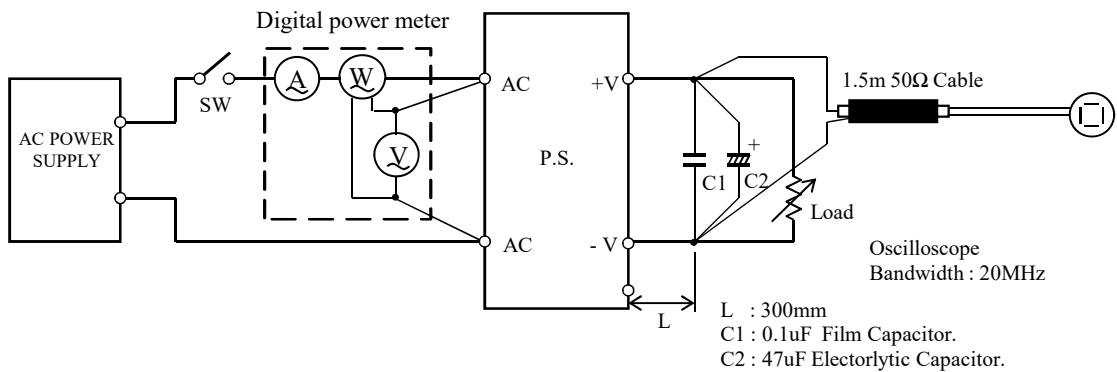 Digital power meter
AC POWER
SUPPLY
SW
A
W
V
AC
AC
P.S.
+V
- V
C1
+
C2
Load
1.5m 50Ω Cable
Oscilloscope
Bandwidth : 20MHz
L
L : 300mm
C1 : 0.1uF Film Capacitor.
C2 : 47uF Electorlytic Capacitor.